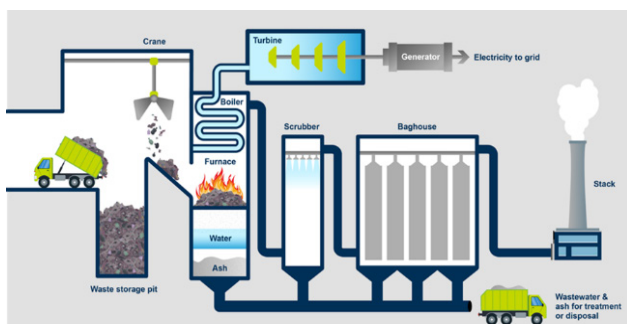 Crane
Turbine
Generator
Electricity to grid
Boiler
Scrubber
Baghouse
Furnace
Stack
Water
Ash
Waste storage pit
Wastewater &
ash for treatment
or disposal